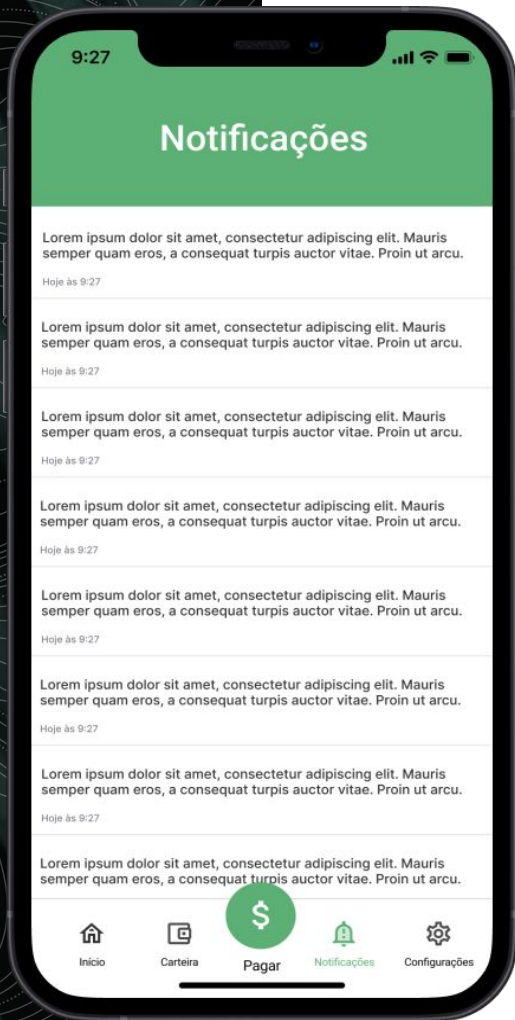 9:27
Notificações
Lorem ipsum dolor sit amet, consectetur adipiscing elit. Mauris
semper quam eros, a consequat turpis auctor vitae. Proin ut arcu.
Hoje às 9:27
Lorem ipsum dolor sit amet, consectetur adipiscing elit. Mauris
semper quam eros, a consequat turpis auctor vitae. Proin ut arcu.
Hoje às 9:27
Lorem ipsum dolor sit amet, consectetur adipiscing elit. Mauris
semper quam eros, a consequat turpis auctor vitae. Proin ut arcu.
Hoje às 9:27
Lorem ipsum dolor sit amet, consectetur adipiscing elit. Mauris
semper quam eros, a consequat turpis auctor vitae. Proin ut arcu.
Hoje às 9:27
Lorem ipsum dolor sit amet, consectetur adipiscing elit. Mauris
semper quam eros, a consequat turpis auctor vitae. Proin ut arcu.
Hoje às 9:27
Lorem ipsum dolor sit amet, consectetur adipiscing elit. Mauris
semper quam eros, a consequat turpis auctor vitae. Proin ut arcu.
Hoje às 9:27
Lorem ipsum dolor sit amet, consectetur adipiscing elit. Mauris
semper quam eros, a consequat turpis auctor vitae. Proin ut arcu.
Hoje às 9:27
Lorem ipsum dolor sit amet, consectetur adipiscing elit. Mauris
semper quam eros, a consequat turpis auctor vitae. Proin ut arcu.
$
Início Carteira Pagar Notificações Configurações